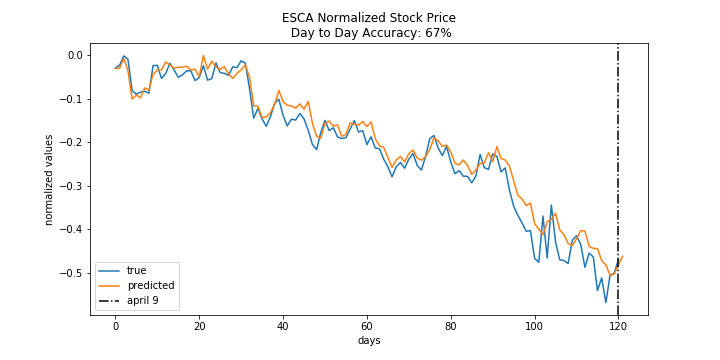 ESCA Normalized Stock Price
Day to Day Accuracy: 67%
normalized values
0.0
−0.1
−0.2
−0.3
−0.4
−0.5
true
predicted
april 9
0
20
40
60
80
100
120
days